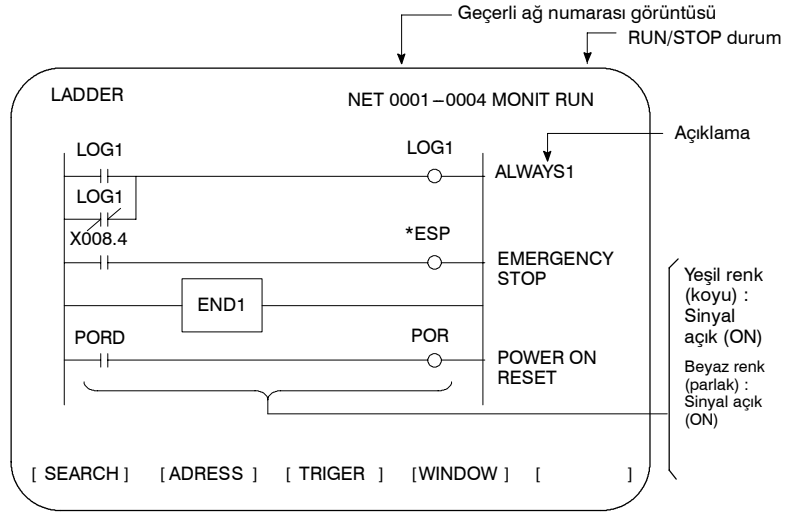 Geçerli ağ numarası görüntüsü
RUN/STOP durum
LADDER
NET 0001–0004 MONIT RUN
Açıklama
LOG1
LOG1
ALWAYS1
LOG1
X008.4
*ESP
EMERGENCY
STOP
END1
PORD
POR
POWER ON
RESET
Yeşil renk
(koyu) :
Sinyal
açık (ON)
Beyaz renk
(parlak) :
Sinyal açık
(ON)
[ SEARCH ] [ ADRESS ] [ TRIGER ] [WINDOW ] [ ]